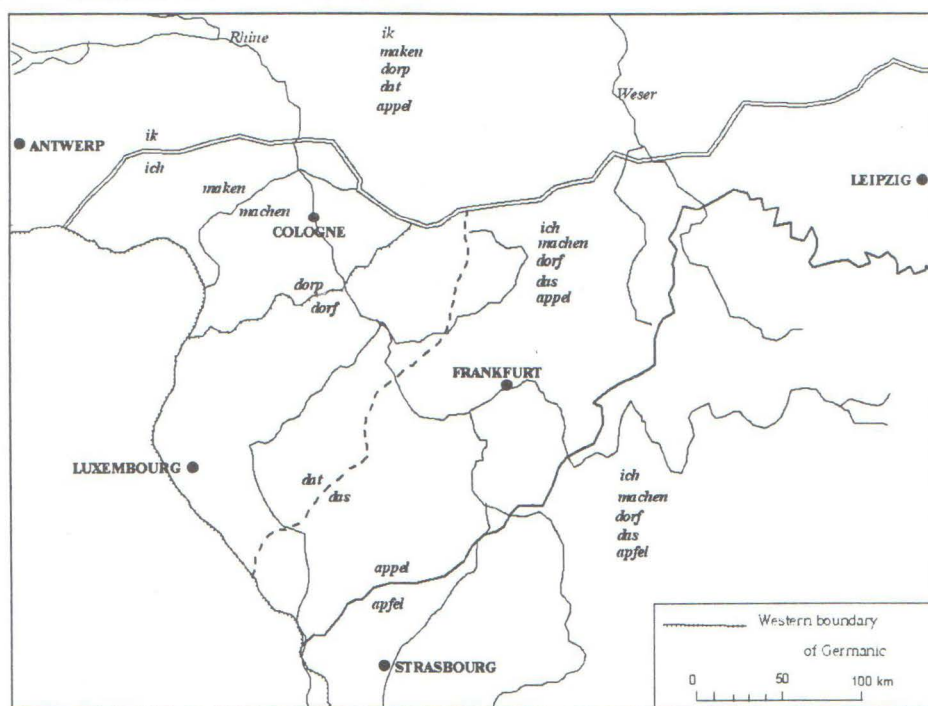 Rhine
ik
maken
dorp
dat
appel
Weser
ANTWERP
ik
ich
LEIPZIG
maken
machen
COLOGNE
ich
machen
dorf
das
appel
dorp
dorf
FRANKFURT
LUXEMBOURG
dat
das
ich
machen
dorf
das
apfel
appel
apfel
STRASBOURG
Western boundary
of Germanic
0 50 100 km